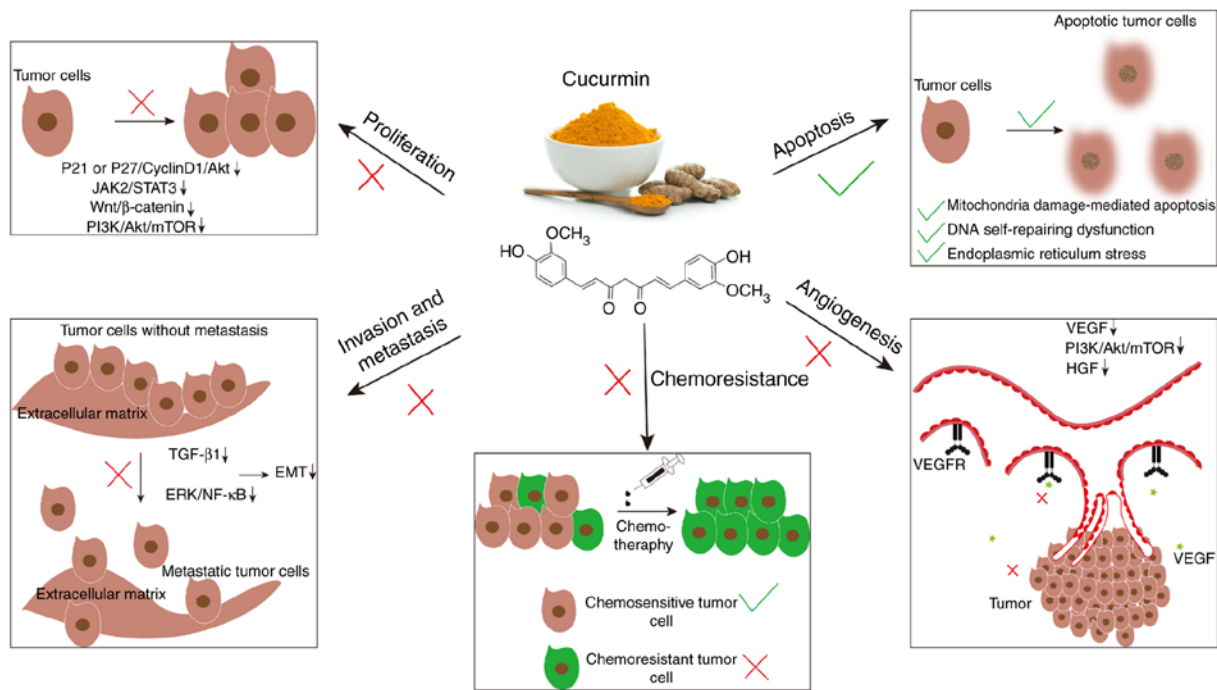 Cucurmin
HO
OCH3
O
O
OH
OCH3
Proliferation
Tumor cells
P21 or P27/CyclinD1/Akt ↓
JAK2/STAT3 ↓
Wnt/β-catenin ↓
PI3K/Akt/mTOR ↓
Apoptosis
Apoptotic tumor cells
Tumor cells
Mitochondria damage-mediated apoptosis
DNA self-repairing dysfunction
Endoplasmic reticulum stress
Invasion and
metastasis
Tumor cells without metastasis
Extracellular matrix
TGF-β1 ↓
ERK/NF-κB ↓
EMT ↓
Metastatic tumor cells
Extracellular matrix
Chemoresistance
Chemo-
theraphy
Chemosensitive tumor
cell
Chemoresistant tumor
cell
Angiogenesis
VEGF ↓
PI3K/Akt/mTOR ↓
HGF ↓
VEGFR
VEGF
Tumor